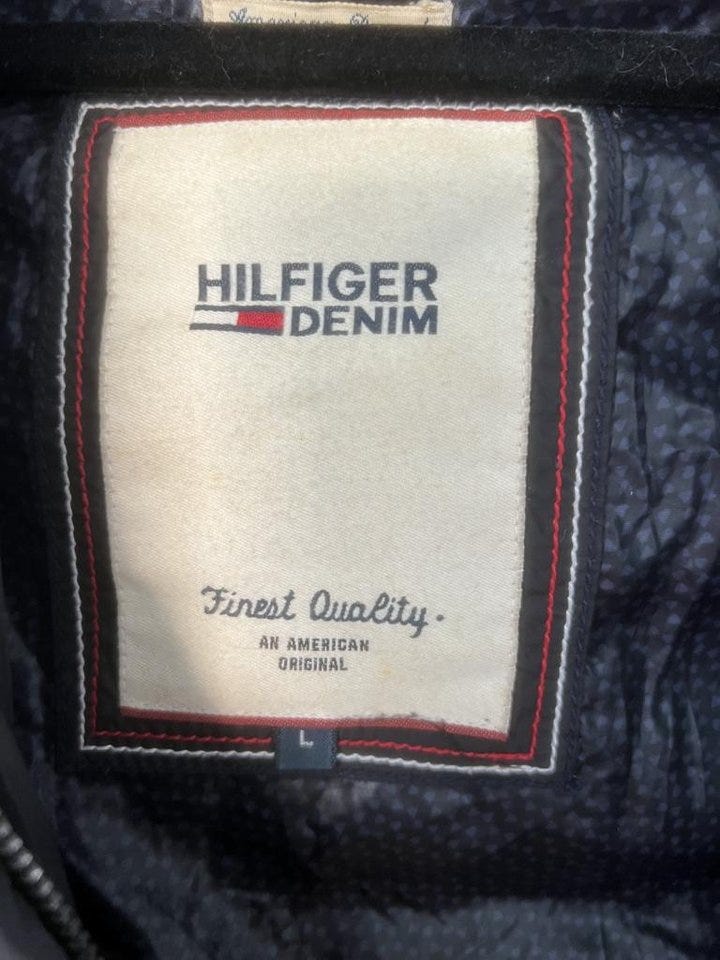 HILFIGER
DENIM
Finest Quality.
AN AMERICAN
ORIGINAL
L